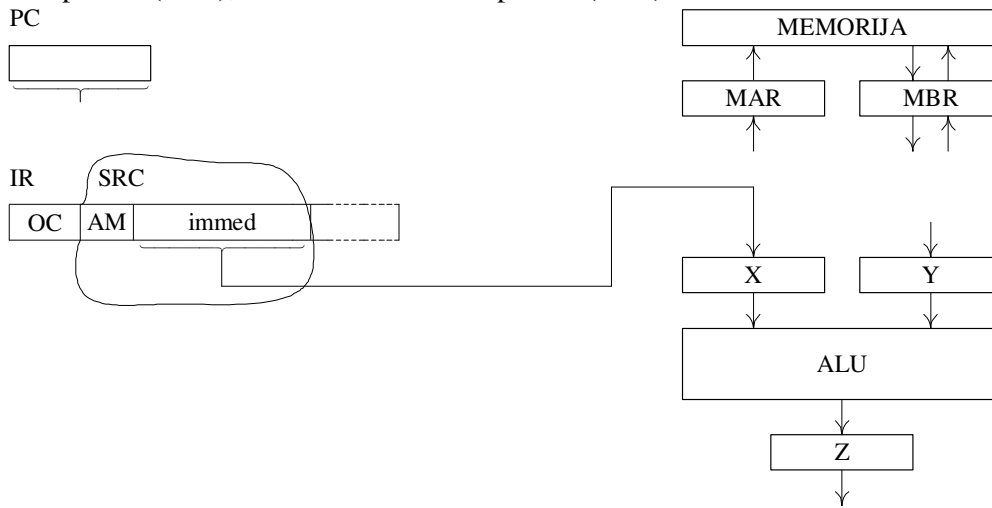 PC
MEMORIJA
MAR MBR
IR SRC
OC AM immed
X Y
ALU
Z